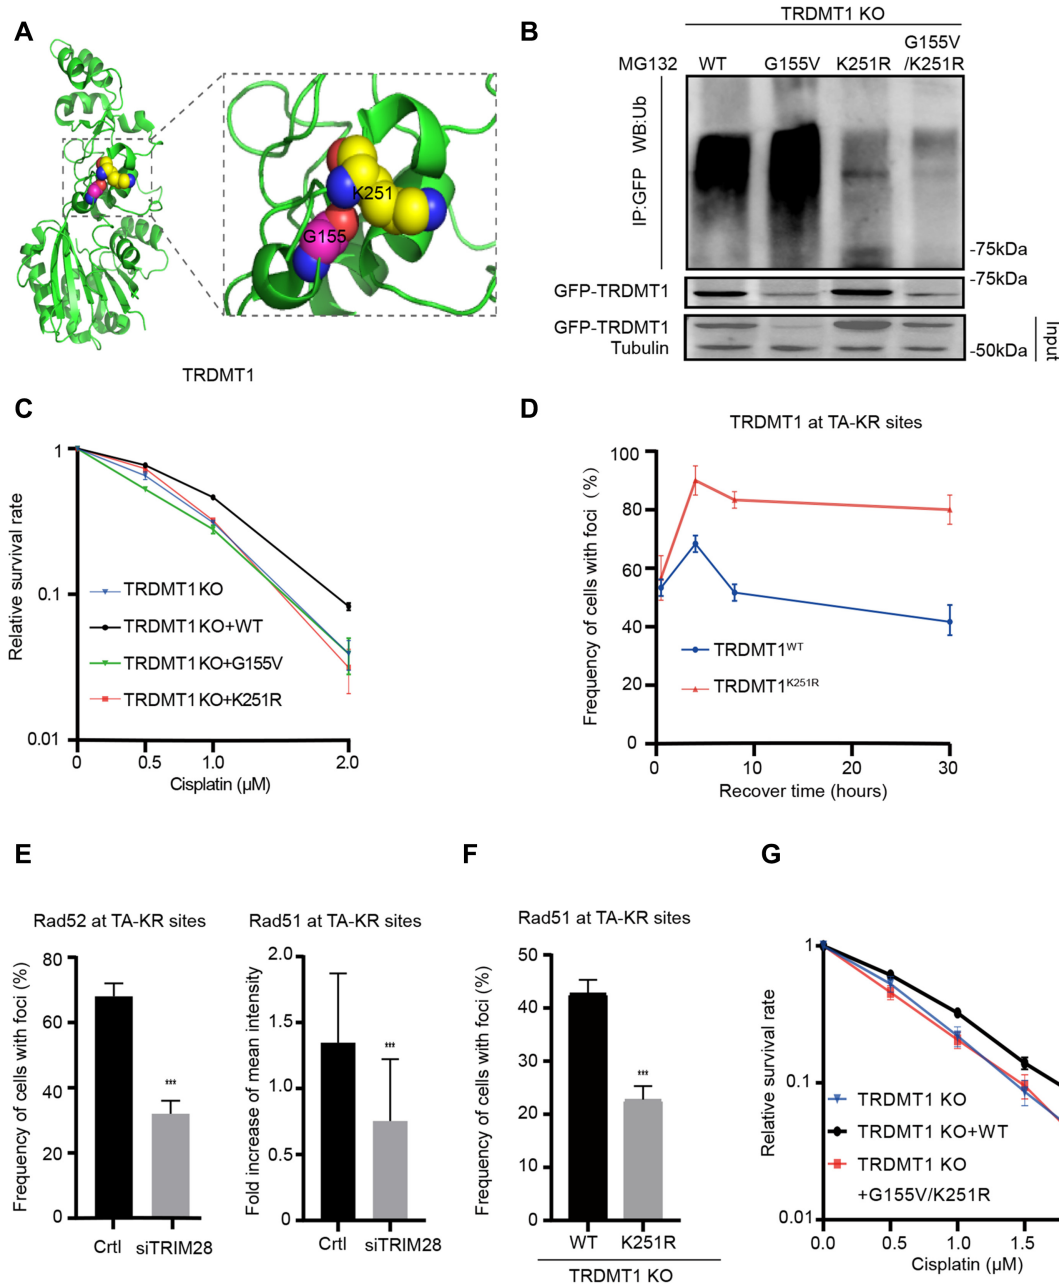 A
K251
G155
TRDMT1
B
TRDMT1 KO
G155V
MG132 WT G155V K251R /K251R
IP:GFP WB:Ub
-75kDa
-75kDa
GFP-TRDMT1
GFP-TRDMT1
Tubulin
-50kDa
Input
C
Relative survival rate
1
0.1
0.01
TRDMT1 KO
TRDMT1 KO+WT
TRDMT1 KO+G155V
TRDMT1 KO+K251R
0 0.5 1.0 2.0
Cisplatin (µM)
D
TRDMT1 at TA-KR sites
Frequency of cells with foci (%)
100
80
60
40
20
0
TRDMT1WT
TRDMT1K251R
0 10 20 30
Recover time (hours)
E
Rad52 at TA-KR sites
Frequency of cells with foci (%)
80
60
40
20
0
***
Crtl siTRIM28
Rad51 at TA-KR sites
Fold increase of mean intensity
2.0
1.5
1.0
0.5
0
***
Crtl siTRIM28
F
Rad51 at TA-KR sites
Frequency of cells with foci (%)
50
40
30
20
10
0
***
WT K251R
TRDMT1 KO
G
Relative survival rate
1
0.1
0.01
TRDMT1 KO
TRDMT1 KO+WT
TRDMT1 KO
+G155V/K251R
0.0 0.5 1.0 1.5
Cisplatin (µM)